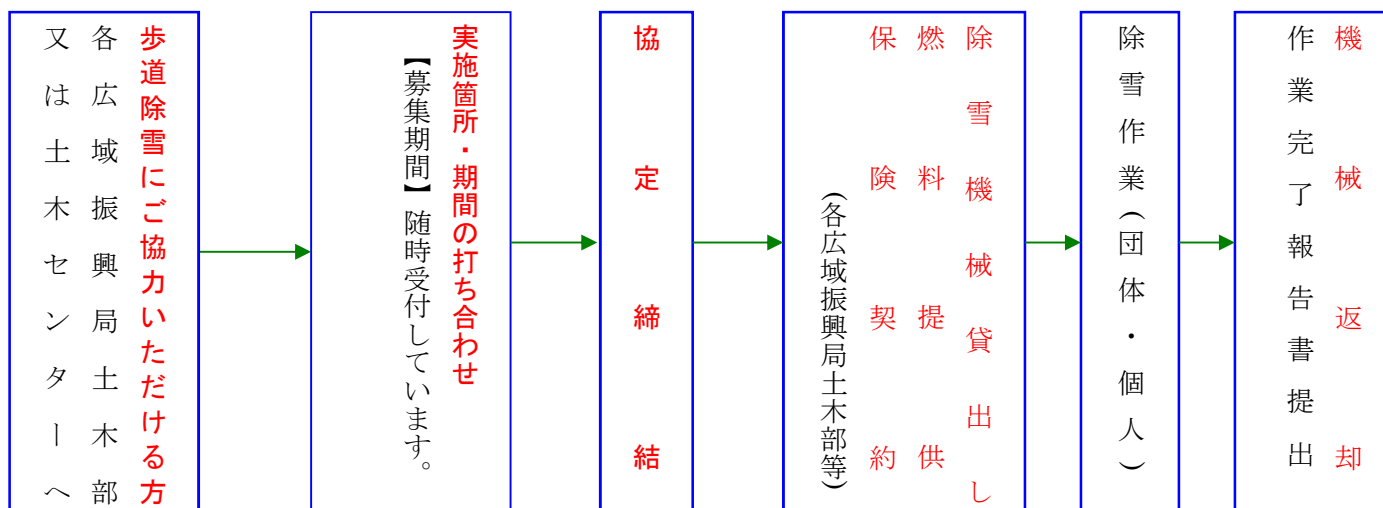 歩道除雪にご協力いただける方
各広域振興局土木部
又は土木センターへ
実施箇所・期間の打ち合わせ
【募集期間】随時受付しています。
協定締結
除雪機械貸出し
燃料提供
保険契約
(各広域振興局土木部等)
除雪作業(団体・個人)
機械返却
作業完了報告書提出